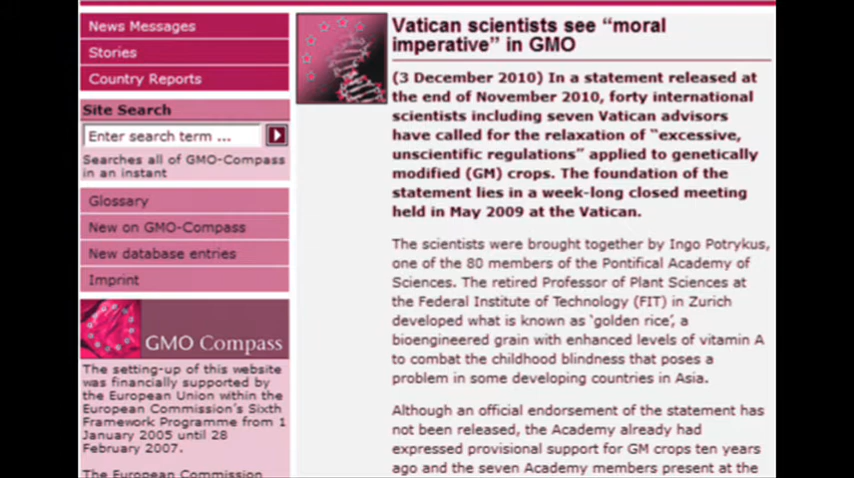 News Messages
Stories
Country Reports
Site Search
Enter search term ...
Searches all of GMO-Compass
in an instant
Glossary
New on GMO-Compass
New database entries
Imprint
GMO COMPASS
The setting-up of this website
was financially supported by
the European Union within the
European Commission's Sixth
Framework Programme from 1
January 2005 until 28
February 2007.
The European Commission
Vatican scientists see “moral
imperative” in GMO
(3 December 2010) In a statement released at
the end of November 2010, forty international
scientists including seven Vatican advisors
have called for the relaxation of “excessive,
unscientific regulations” applied to genetically
modified (GM) crops. The foundation of the
statement lies in a week-long closed meeting
held in May 2009 at the Vatican.
The scientists were brought together by Ingo Potrykus,
one of the 80 members of the Pontifical Academy of
Sciences. The retired Professor of Plant Sciences at
the Federal Institute of Technology (FIT) in Zurich
developed what is known as ‘golden rice’, a
bioengineered grain with enhanced levels of vitamin A
to combat the childhood blindness that poses a
problem in some developing countries in Asia.
Although an official endorsement of the statement has
not been released, the Academy already had
expressed provisional support for GM crops ten years
ago and the seven Academy members present at the